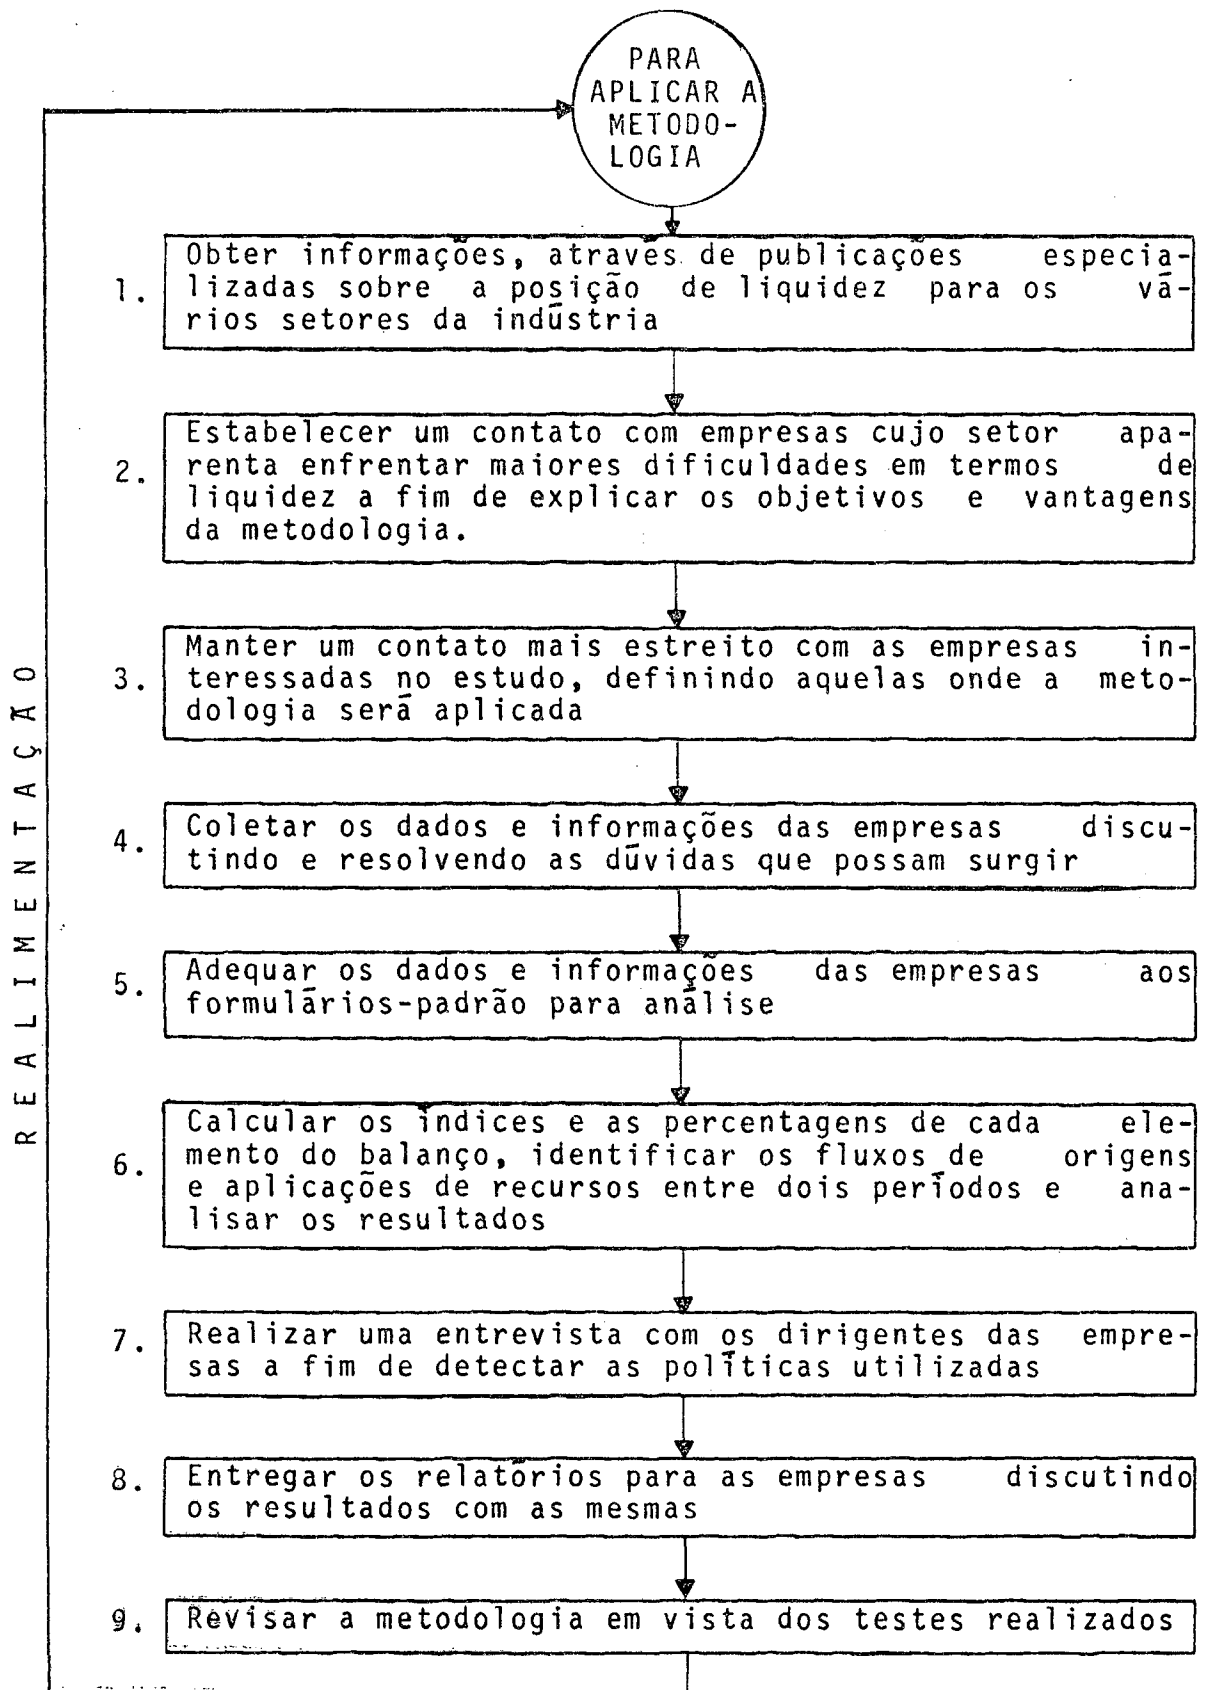 PARA
APLICAR A
METODO-
LOGIA
REALIMENTAÇÃO
1. Obter informações, através de publicações especia-
lizadas sobre a posição de liquidez para os vá-
rios setores da indústria
2. Estabelecer um contato com empresas cujo setor apa-
renta enfrentar maiores dificuldades em termos de
liquidez a fim de explicar os objetivos e vantagens
da metodologia.
3. Manter um contato mais estreito com as empresas in-
teressadas no estudo, definindo aquelas onde a meto-
dologia será aplicada
4. Coletar os dados e informações das empresas discu-
tindo e resolvendo as dúvidas que possam surgir
5. Adequar os dados e informações das empresas aos
formulários-padrão para análise
6. Calcular os índices e as percentagens de cada ele-
mento do balanço, identificar os fluxos de origens
e aplicações de recursos entre dois períodos e ana-
lisar os resultados
7. Realizar uma entrevista com os dirigentes das empre-
sas a fim de detectar as políticas utilizadas
8. Entregar os relatórios para as empresas discutindo
os resultados com as mesmas
9. Revisar a metodologia em vista dos testes realizados